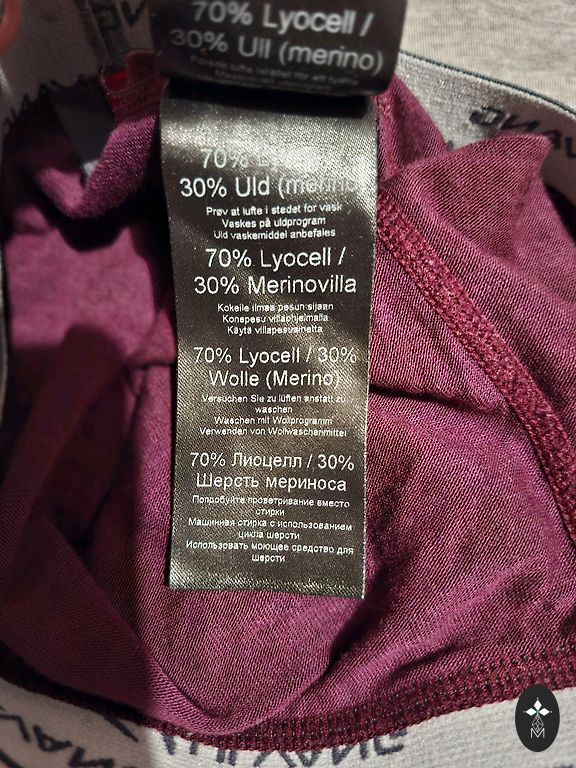 70% Lyocell /
30% Ull (merino)
70%
30% Uld (merino
Prøv at lufte i stedet for vask
Vaskes på uldprogram
Uld vaskemiddel anbefales
70% Lyocell /
30% Merinovilla
Kokeile ilmaa pesun sijaan
Konepesu villaohjelmalla
Käytä villapesuainetta
70% Lyocell / 30%
Wolle (Merino)
Versuchen Sie zu lüften anstatt zu
waschen
Waschen mit Wollprogramm
Verwenden von Wollwaschmittel
70% Лиоцелл / 30%
Шерсть мериноса
Попробуйте проветривание вместо
стирки
Машинная стирка с использованием
цикла шерсти
Использовать моющее средство для
шерсти